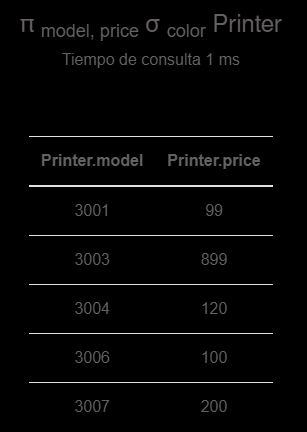 π model, price σ color Printer
Tiempo de consulta 1 ms
Printer.model Printer.price
3001 99
3003 899
3004 120
3006 100
3007 200